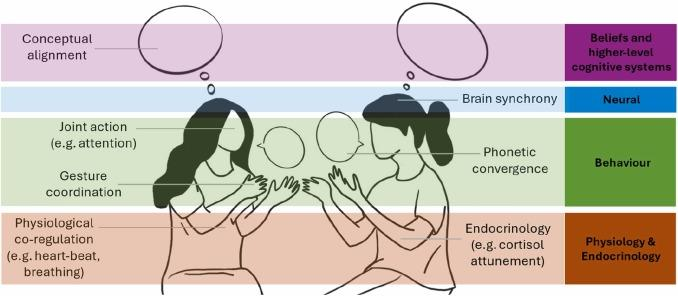 Conceptual
alignment
Beliefs and
higher-level
cognitive systems
Brain synchrony
Neural
Joint action
(e.g. attention)
Gesture
coordination
Phonetic
convergence
Behaviour
Physiological
co-regulation
(e.g. heart-beat,
breathing)
Endocrinology
(e.g. cortisol
attunement)
Physiology &
Endocrinology